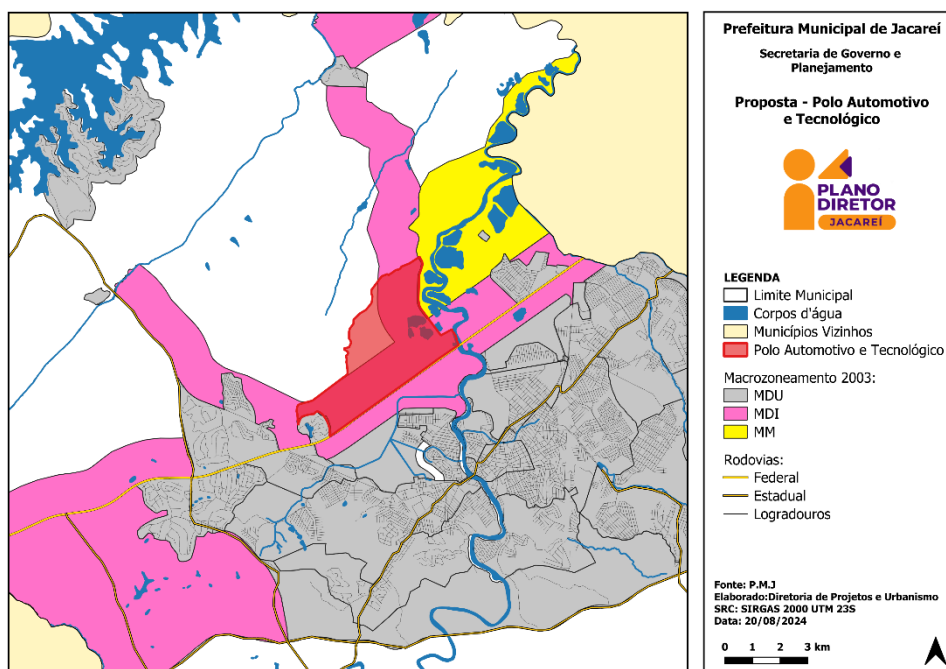 Prefeitura Municipal de Jacareí
Secretaria de Governo e
Planejamento
Proposta - Polo Automotivo
e Tecnológico
PLANO
DIRETOR
JACAREÍ
LEGENDA
Limite Municipal
Corpos d'água
Municípios Vizinhos
Polo Automotivo e Tecnológico
Macrozoneamento 2003:
MDU
MDI
MM
Rodovias:
Federal
Estadual
Logradouros
Fonte: P.M.J
Elaborado:Diretoria de Projetos e Urbanismo
SRC: SIRGAS 2000 UTM 23S
Data: 20/08/2024
0 1 2 3 km